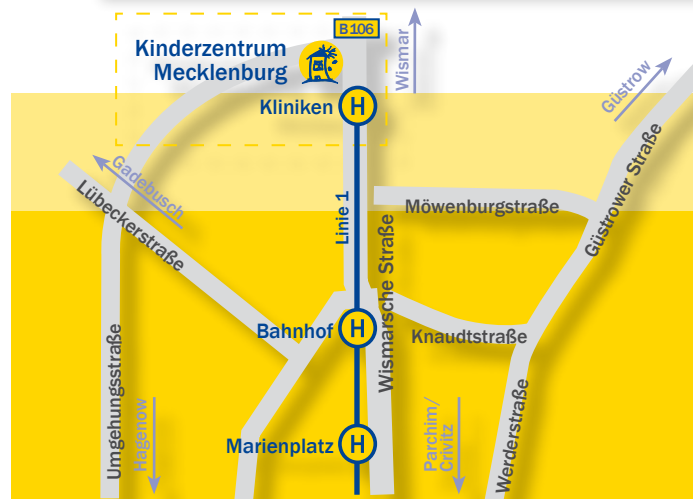 B 106
Wismar
Kinderzentrum
Mecklenburg
Kliniken
H
Güstrow
Gadebusch
Lübeckerstraße
Linie 1
Möwenburgstraße
Güstrower Straße
Wismarsche Straße
Bahnhof
H
Knaudtstraße
Umgehungsstraße
Hagenow
Marienplatz
H
Parchim/
Crivitz
Werderstraße